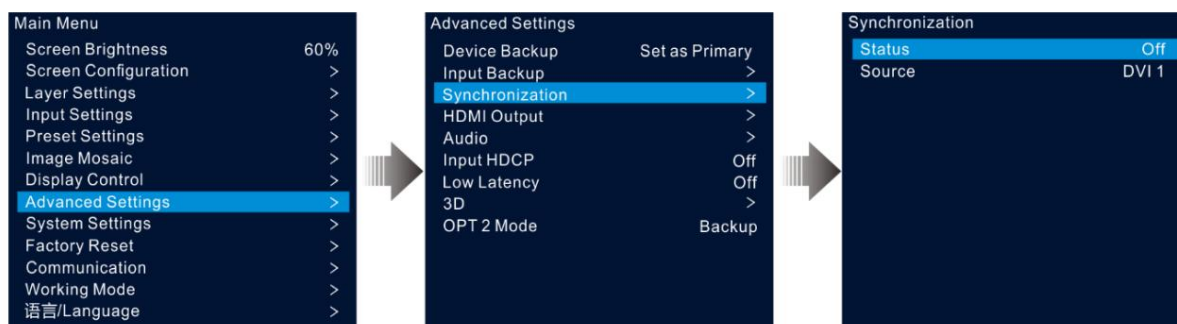 Main Menu
Screen Brightness 60%
Screen Configuration >
Layer Settings >
Input Settings >
Preset Settings >
Image Mosaic >
Display Control >
Advanced Settings >
System Settings >
Factory Reset >
Communication >
Working Mode >
语言/Language >
Advanced Settings
Device Backup Set as Primary
Input Backup >
Synchronization >
HDMI Output >
Audio >
Input HDCP Off
Low Latency Off
3D >
OPT 2 Mode Backup
Synchronization
Status Off
Source DVI 1